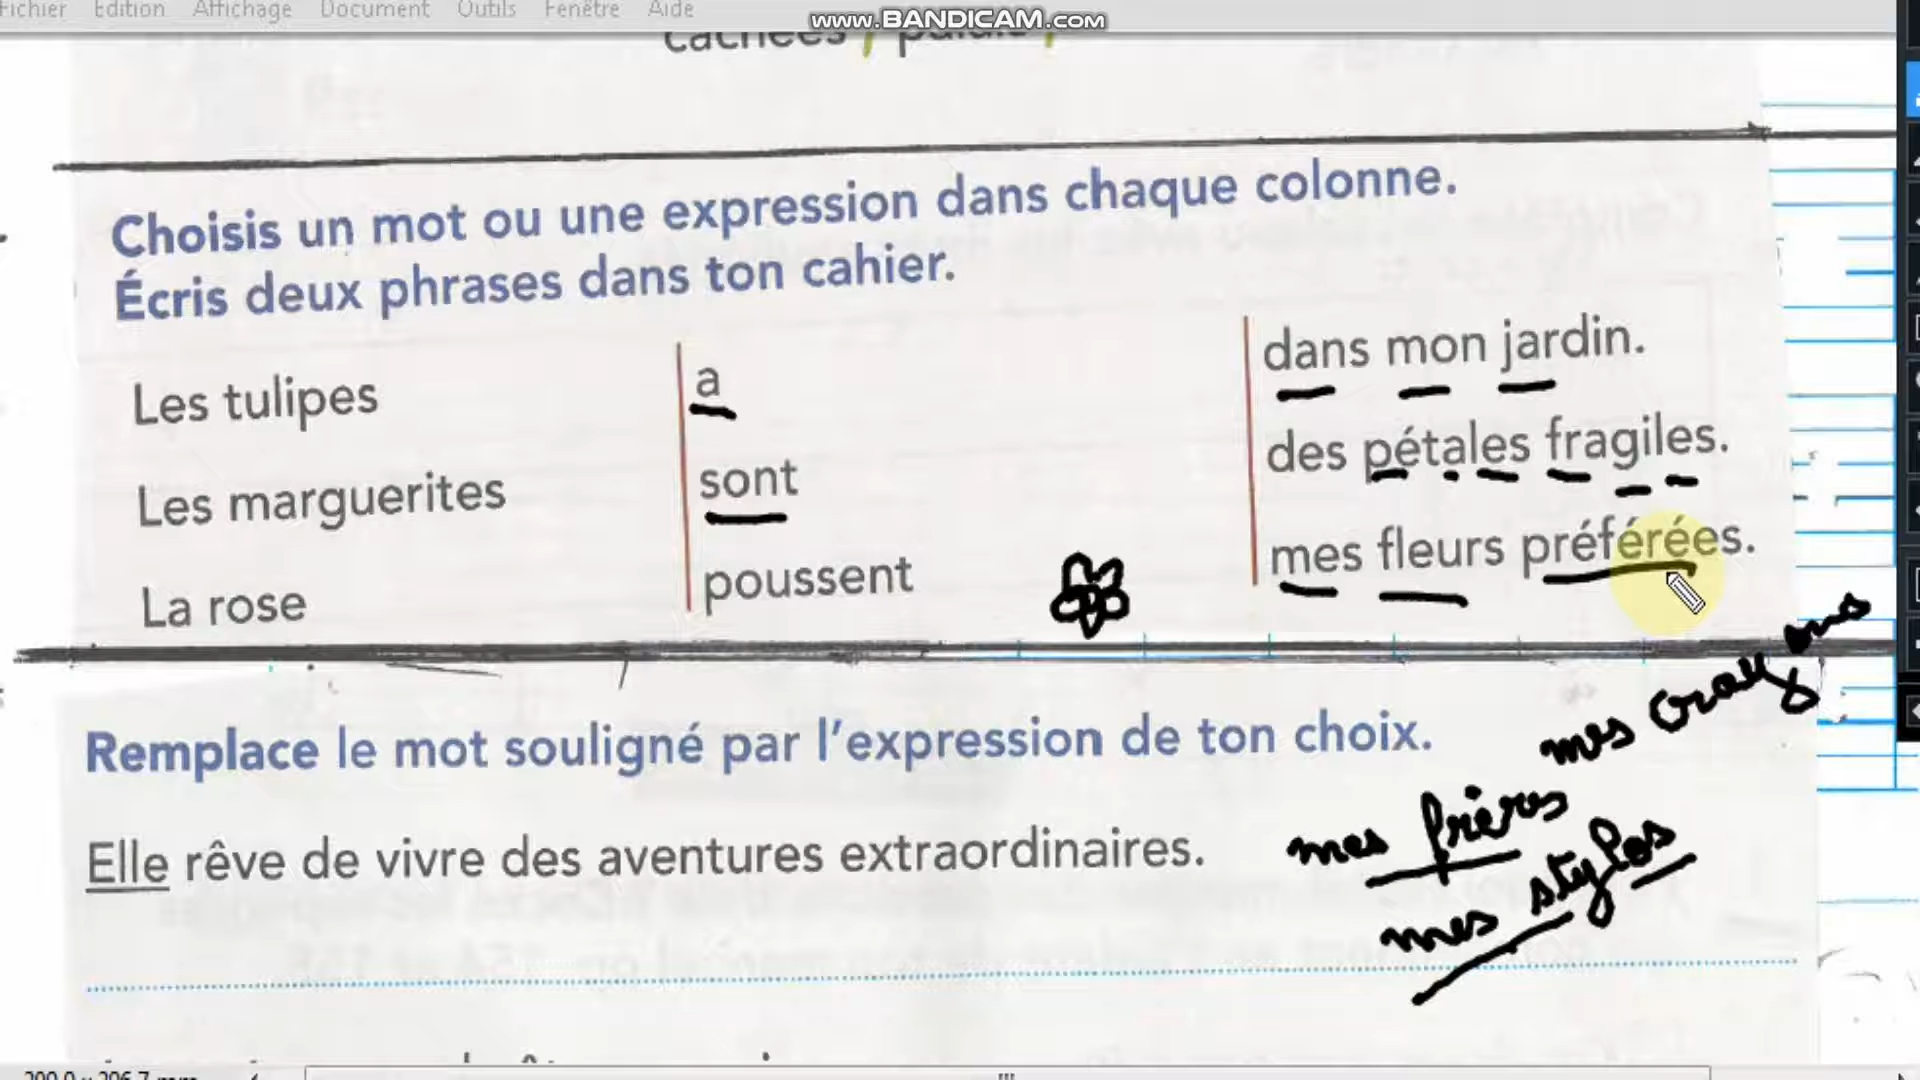 Fichier Edition Affichage Document Outils Fenêtre Aide
www.BANDICAM.com
Choisis un mot ou une expression dans chaque colonne.
Écris deux phrases dans ton cahier.
Les tulipes a dans mon jardin.
Les marguerites sont des pétales fragiles.
La rose poussent mes fleurs préférées.
mes crayons
Remplace le mot souligné par l'expression de ton choix.
mes frères
Elle rêve de vivre des aventures extraordinaires.
mes stylos